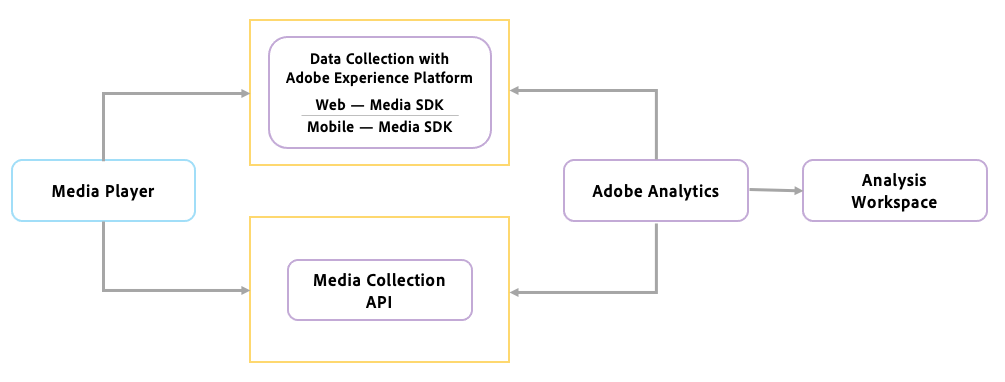 Data Collection with
Adobe Experience Platform
Web — Media SDK
Mobile — Media SDK
Media Player
Adobe Analytics
Analysis
Workspace
Media Collection
API